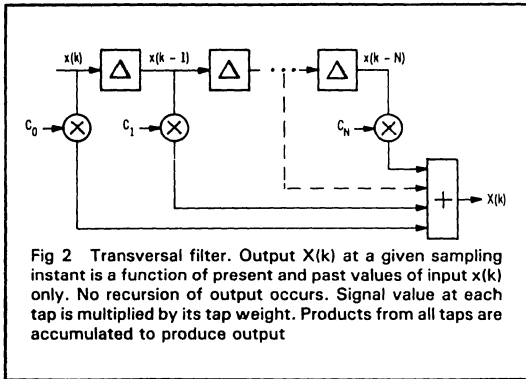 x(k) Δ x(k - 1) Δ Δ x(k - N)
C0 × C1 × CN ×
+ X(k)
Fig 2 Transversal filter. Output X(k) at a given sampling
instant is a function of present and past values of input x(k)
only. No recursion of output occurs. Signal value at each
tap is multiplied by its tap weight. Products from all taps are
accumulated to produce output